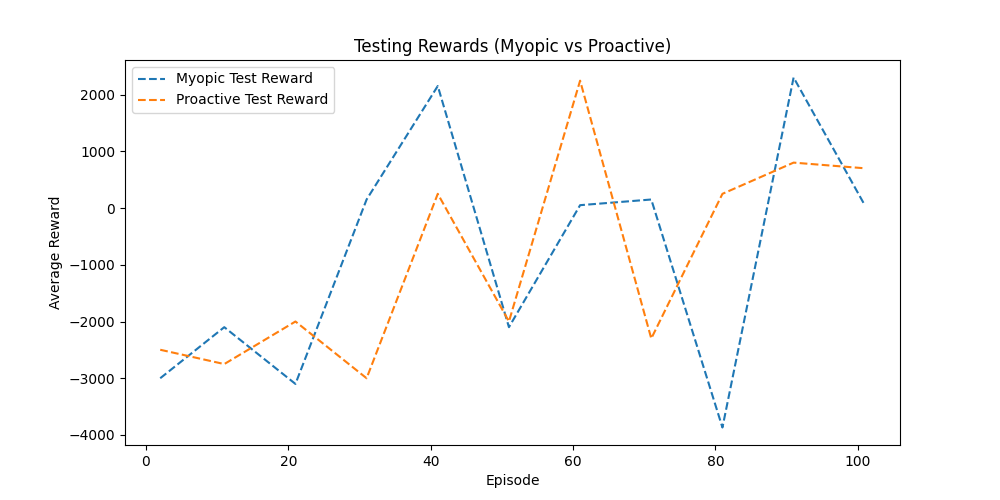 Testing Rewards (Myopic vs Proactive)
Myopic Test Reward
Proactive Test Reward
Average Reward
2000
1000
0
−1000
−2000
−3000
−4000
0 20 40 60 80 100
Episode